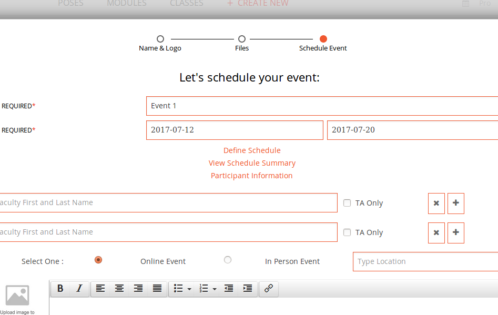 POSES MODULES CLASSES + CREATE NEW
Name & Logo Files Schedule Event
Let's schedule your event:
REQUIRED* Event 1
REQUIRED* 2017-07-12 2017-07-20
Define Schedule
View Schedule Summary
Participant Information
aculty First and Last Name TA Only
aculty First and Last Name TA Only
Select One : Online Event In Person Event Type Location
B I
Upload image to